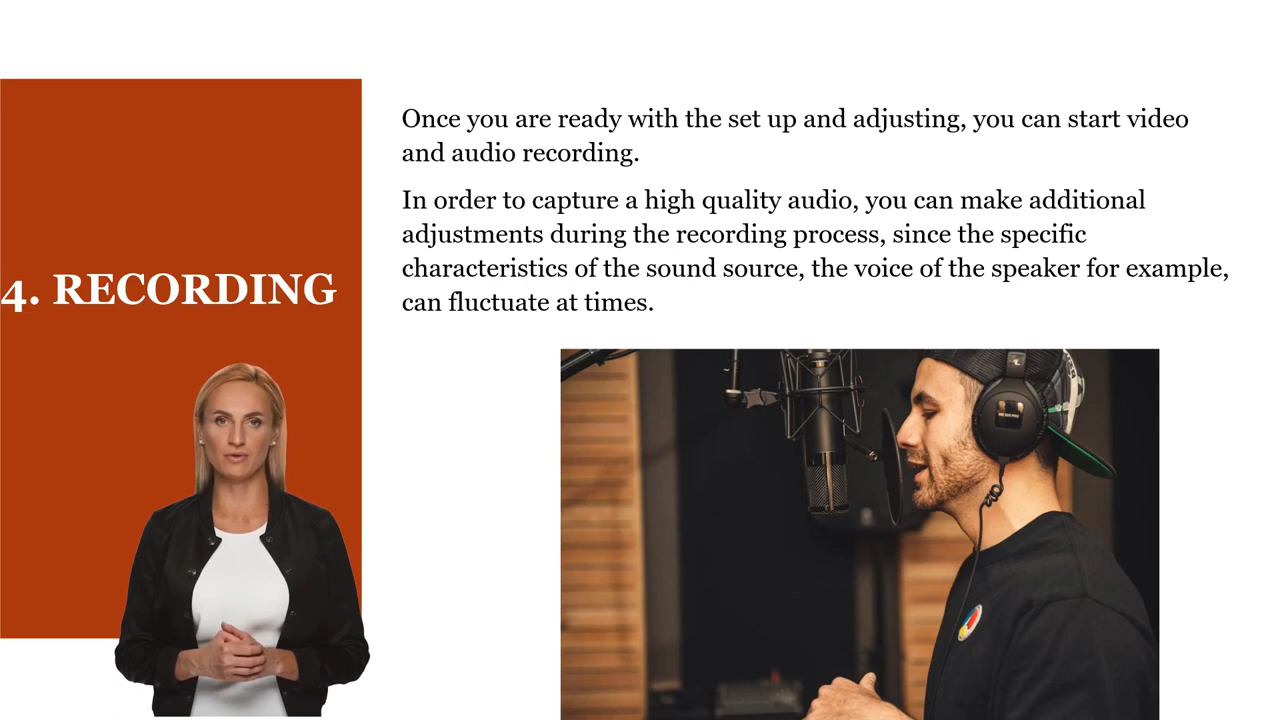 4. RECORDING
Once you are ready with the set up and adjusting, you can start video
and audio recording.
In order to capture a high quality audio, you can make additional
adjustments during the recording process, since the specific
characteristics of the sound source, the voice of the speaker for example,
can fluctuate at times.